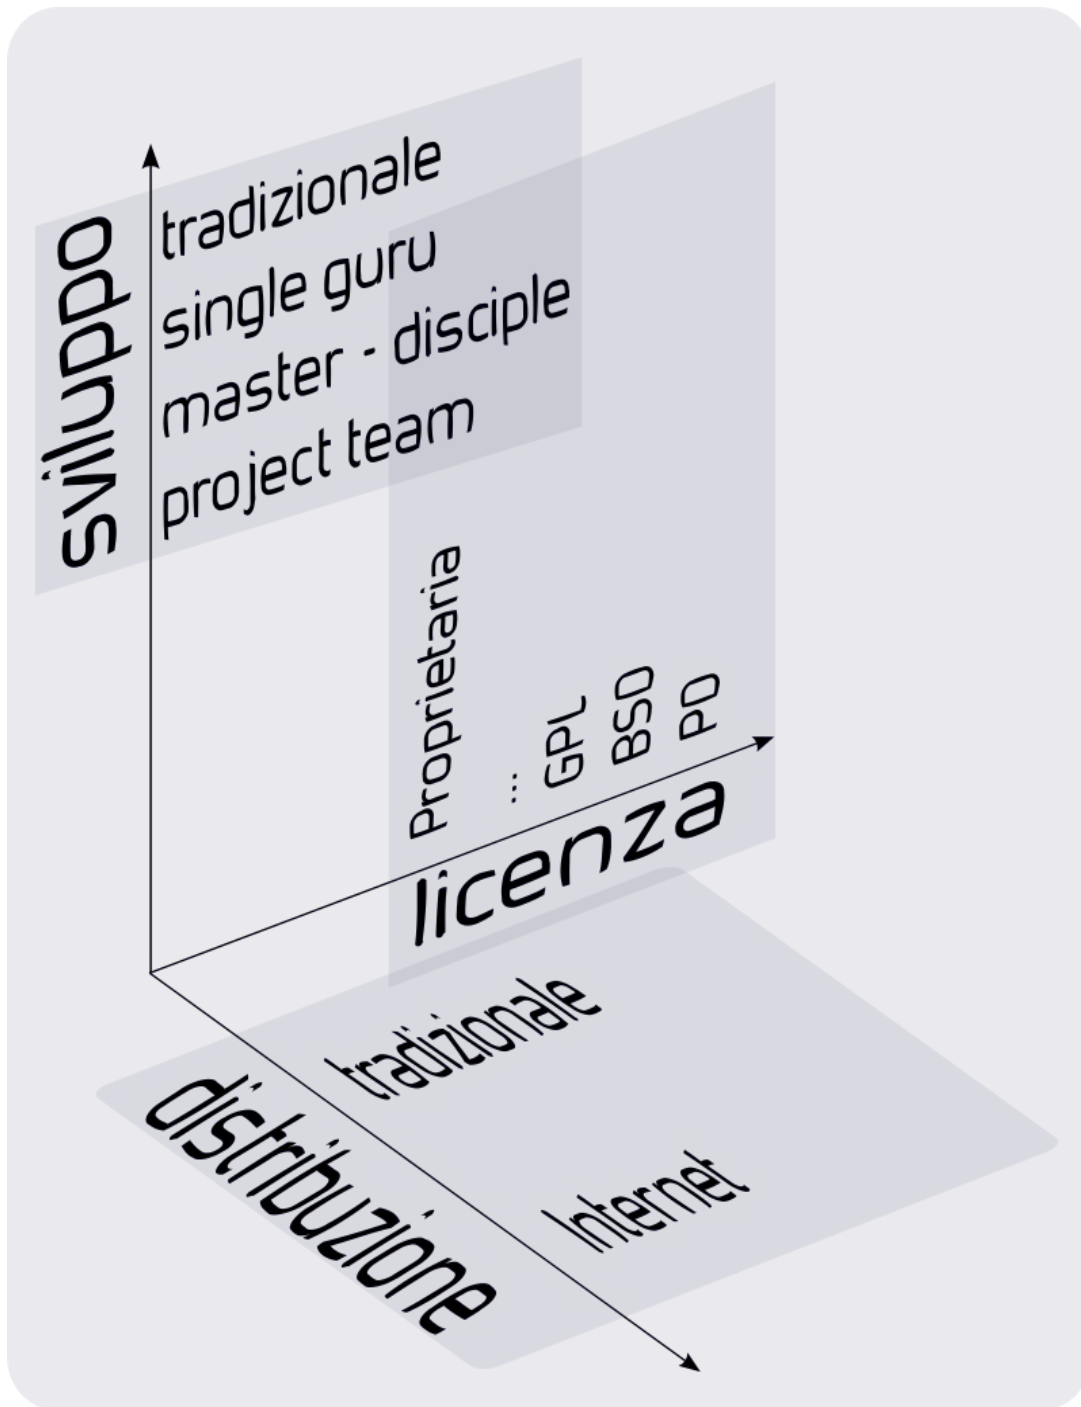 sviluppo
tradizionale
single guru
master - disciple
project team
Proprietaria
...
GPL
BSD
PD
licenza
tradizionale
Internet
distribuzione